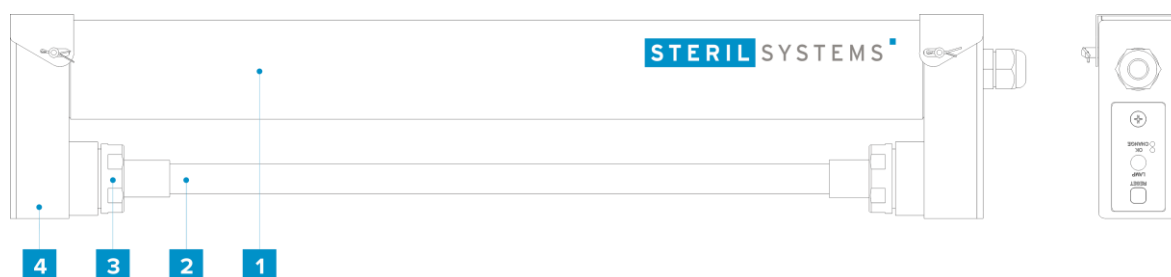 STERIL SYSTEMS
CHANGE
OK
LAMP
RESET
4 3 2 1